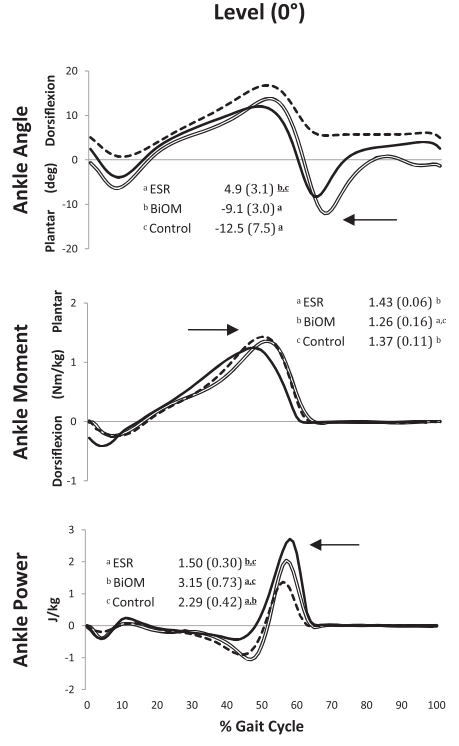 Level (0°)
Ankle Angle
Plantar (deg) Dorsiflexion
20
10
0
-10
-20
a ESR 4.9 (3.1) b,c
b BiOM -9.1 (3.0) a
c Control -12.5 (7.5) a
Ankle Moment
Dorsiflexion (Nm/kg) Plantar
2
1
0
-1
a ESR 1.43 (0.06) b
b BiOM 1.26 (0.16) a,c
c Control 1.37 (0.11) b
Ankle Power
J/kg
3
2
1
0
-1
-2
a ESR 1.50 (0.30) b,c
b BiOM 3.15 (0.73) a,c
c Control 2.29 (0.42) a,b
0 10 20 30 40 50 60 70 80 90 100
% Gait Cycle